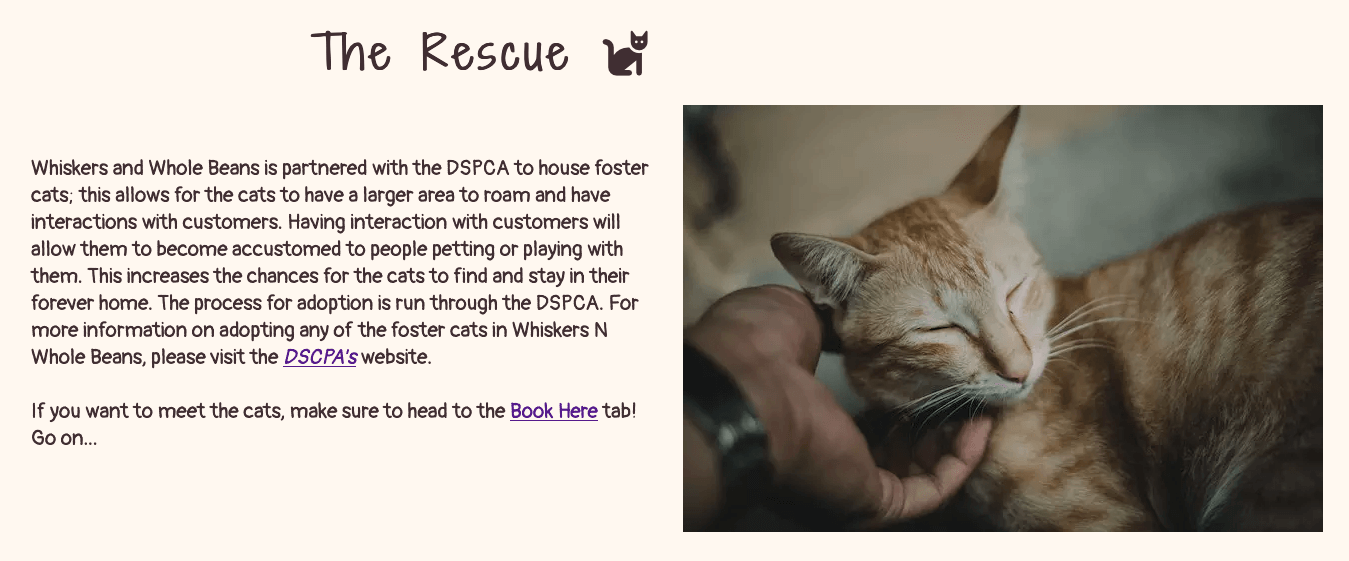 The Rescue
Whiskers and Whole Beans is partnered with the DSPCA to house foster
cats; this allows for the cats to have a larger area to roam and have
interactions with customers. Having interaction with customers will
allow them to become accustomed to people petting or playing with
them. This increases the chances for the cats to find and stay in their
forever home. The process for adoption is run through the DSPCA. For
more information on adopting any of the foster cats in Whiskers N
Whole Beans, please visit the DSCPA's website.
If you want to meet the cats, make sure to head to the Book Here tab!
Go on...